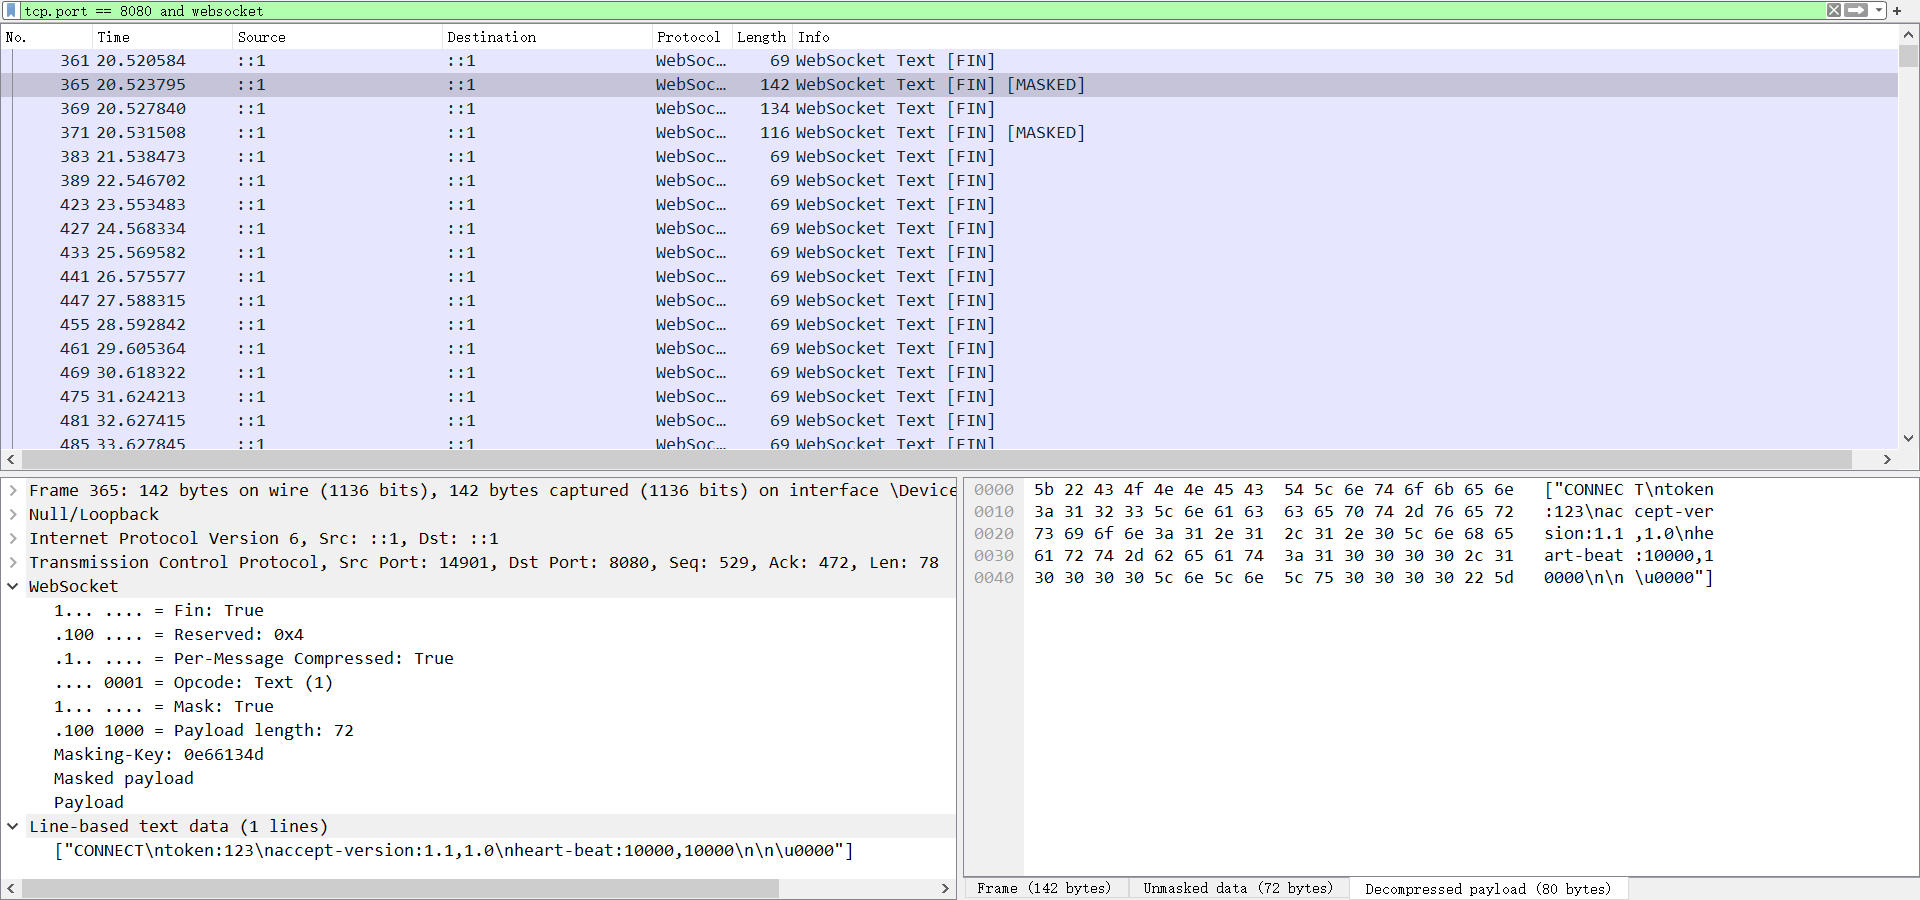 tcp.port == 8080 and websocket
No. Time Source Destination Protocol Length Info
361 20.520584 ::1 ::1 WebSoc… 69 WebSocket Text [FIN]
365 20.523795 ::1 ::1 WebSoc… 142 WebSocket Text [FIN] [MASKED]
369 20.527840 ::1 ::1 WebSoc… 134 WebSocket Text [FIN]
371 20.531508 ::1 ::1 WebSoc… 116 WebSocket Text [FIN] [MASKED]
383 21.538473 ::1 ::1 WebSoc… 69 WebSocket Text [FIN]
389 22.546702 ::1 ::1 WebSoc… 69 WebSocket Text [FIN]
423 23.553483 ::1 ::1 WebSoc… 69 WebSocket Text [FIN]
427 24.568334 ::1 ::1 WebSoc… 69 WebSocket Text [FIN]
433 25.569582 ::1 ::1 WebSoc… 69 WebSocket Text [FIN]
441 26.575577 ::1 ::1 WebSoc… 69 WebSocket Text [FIN]
447 27.588315 ::1 ::1 WebSoc… 69 WebSocket Text [FIN]
455 28.592842 ::1 ::1 WebSoc… 69 WebSocket Text [FIN]
461 29.605364 ::1 ::1 WebSoc… 69 WebSocket Text [FIN]
469 30.618322 ::1 ::1 WebSoc… 69 WebSocket Text [FIN]
475 31.624213 ::1 ::1 WebSoc… 69 WebSocket Text [FIN]
481 32.627415 ::1 ::1 WebSoc… 69 WebSocket Text [FIN]
485 33.627845 ::1 ::1 WebSoc… 69 WebSocket Text [FIN]
Frame 365: 142 bytes on wire (1136 bits), 142 bytes captured (1136 bits) on interface \Device
Null/Loopback
Internet Protocol Version 6, Src: ::1, Dst: ::1
Transmission Control Protocol, Src Port: 14901, Dst Port: 8080, Seq: 529, Ack: 472, Len: 78
WebSocket
1... .... = Fin: True
.100 .... = Reserved: 0x4
.1.. .... = Per-Message Compressed: True
.... 0001 = Opcode: Text (1)
1... .... = Mask: True
.100 1000 = Payload length: 72
Masking-Key: 0e66134d
Masked payload
Payload
Line-based text data (1 lines)
["CONNECT\ntoken:123\naccept-version:1.1,1.0\nheart-beat:10000,10000\n\n\u0000"]
0000 5b 22 43 4f 4e 4e 45 43 54 5c 6e 74 6f 6b 65 6e ["CONNEC T\ntoken
0010 3a 31 32 33 5c 6e 61 63 63 65 70 74 2d 76 65 72 :123\nac cept-ver
0020 73 69 6f 6e 3a 31 2e 31 2c 31 2e 30 5c 6e 68 65 sion:1.1 ,1.0\nhe
0030 61 72 74 2d 62 65 61 74 3a 31 30 30 30 30 2c 31 art-beat :10000,1
0040 30 30 30 30 5c 6e 5c 6e 5c 75 30 30 30 30 22 5d 0000\n\n \u0000"]
Frame (142 bytes) Unmasked data (72 bytes) Decompressed payload (80 bytes)